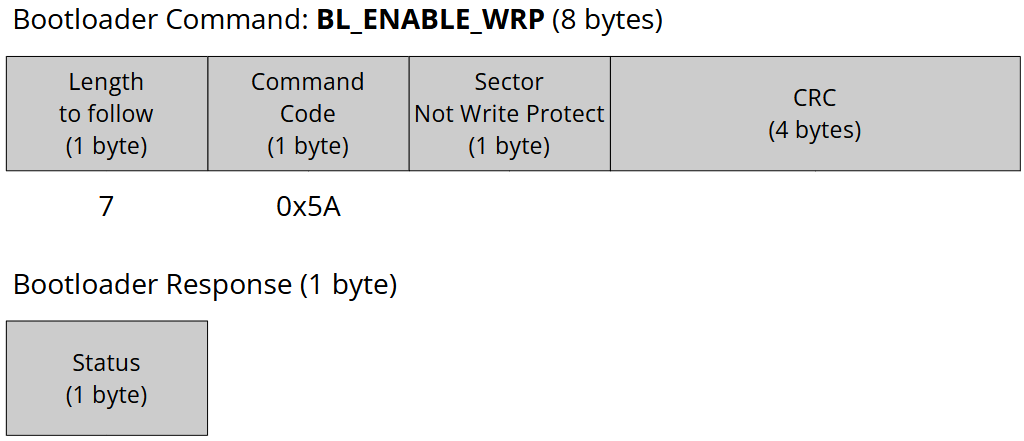 Bootloader Command: BL_ENABLE_WRP (8 bytes)
Length
to follow
(1 byte)
Command
Code
(1 byte)
Sector
Not Write Protect
(1 byte)
CRC
(4 bytes)
7
0x5A
Bootloader Response (1 byte)
Status
(1 byte)